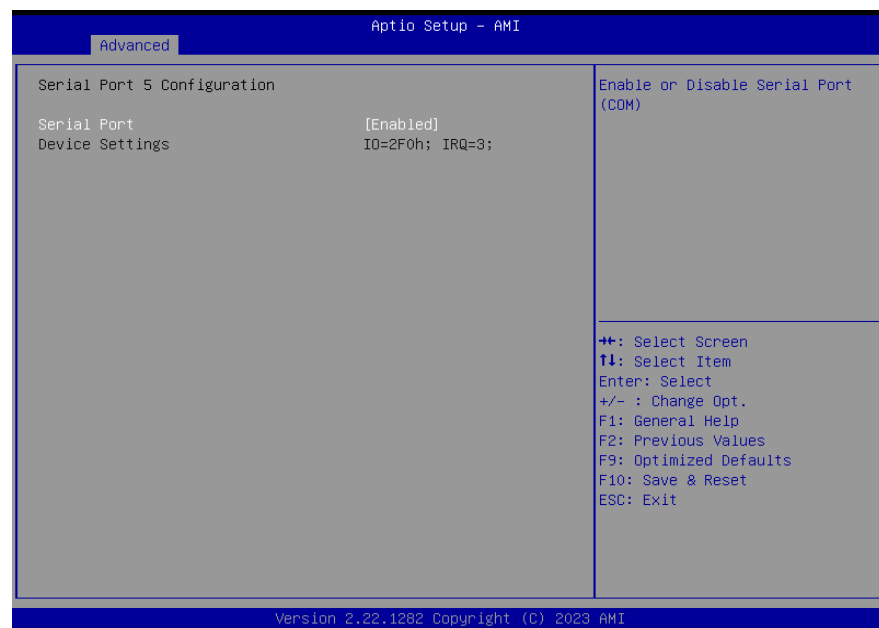 Aptio Setup – AMI
Advanced
Serial Port 5 Configuration
Serial Port [Enabled]
Device Settings IO=2F0h; IRQ=3;
Enable or Disable Serial Port
(COM)
→←: Select Screen
↑↓: Select Item
Enter: Select
+/- : Change Opt.
F1: General Help
F2: Previous Values
F9: Optimized Defaults
F10: Save & Reset
ESC: Exit
Version 2.22.1282 Copyright (C) 2023 AMI